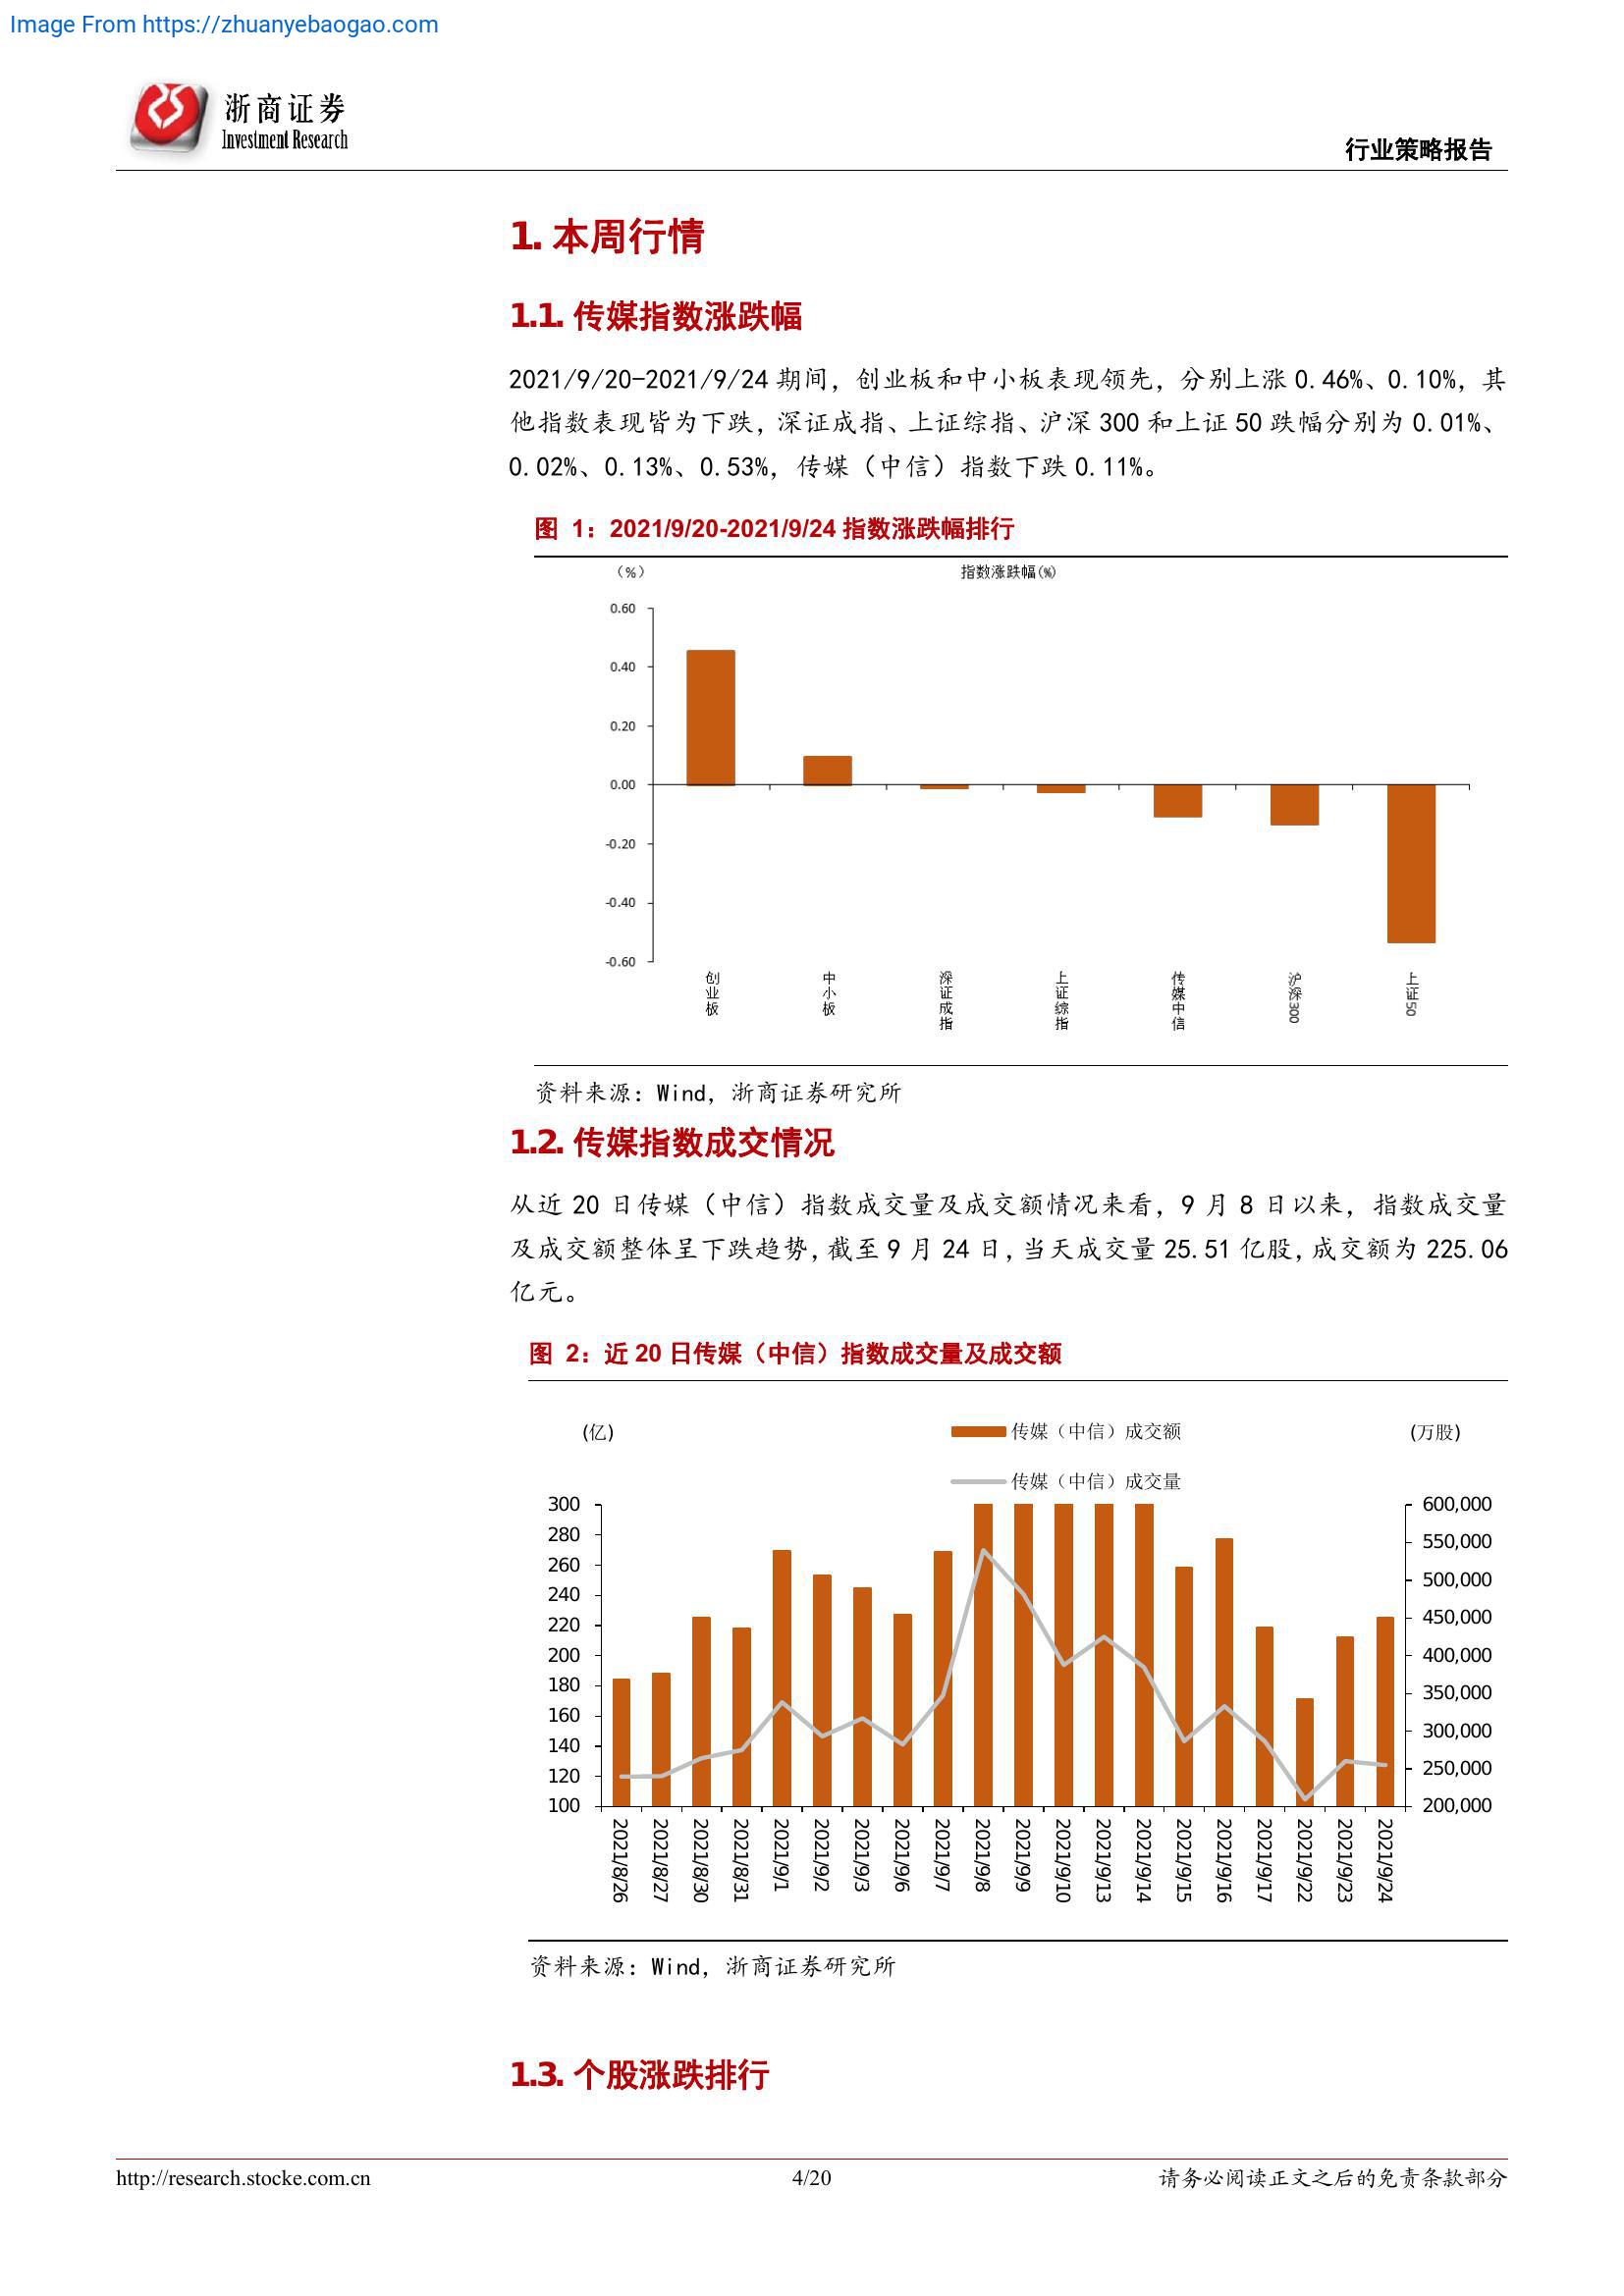 Image From https://zhuanyebaogao.com
浙商证券
Investment Research
行业策略报告
1. 本周行情
1.1. 传媒指数涨跌幅
2021/9/20-2021/9/24 期间，创业板和中小板表现领先，分别上涨 0.46%、0.10%，其
他指数表现皆为下跌，深证成指、上证综指、沪深 300 和上证 50 跌幅分别为 0.01%、
0.02%、0.13%、0.53%，传媒（中信）指数下跌 0.11%。
图 1：2021/9/20-2021/9/24 指数涨跌幅排行
（%）
指数涨跌幅(%)
0.60
0.40
0.20
0.00
-0.20
-0.40
-0.60
创业板
中小板
深证成指
上证综指
传媒中信
沪深300
上证50
资料来源：Wind，浙商证券研究所
1.2. 传媒指数成交情况
从近 20 日传媒（中信）指数成交量及成交额情况来看，9 月 8 日以来，指数成交量
及成交额整体呈下跌趋势，截至 9 月 24 日，当天成交量 25.51 亿股，成交额为 225.06
亿元。
图 2：近 20 日传媒（中信）指数成交量及成交额
(亿)
传媒（中信）成交额
(万股)
传媒（中信）成交量
300
280
260
240
220
200
180
160
140
120
100
600,000
550,000
500,000
450,000
400,000
350,000
300,000
250,000
200,000
2021/8/26
2021/8/27
2021/8/30
2021/8/31
2021/9/1
2021/9/2
2021/9/3
2021/9/6
2021/9/7
2021/9/8
2021/9/9
2021/9/10
2021/9/13
2021/9/14
2021/9/15
2021/9/16
2021/9/17
2021/9/22
2021/9/23
2021/9/24
资料来源：Wind，浙商证券研究所
1.3. 个股涨跌排行
http://research.stocke.com.cn
4/20
请务必阅读正文之后的免责条款部分